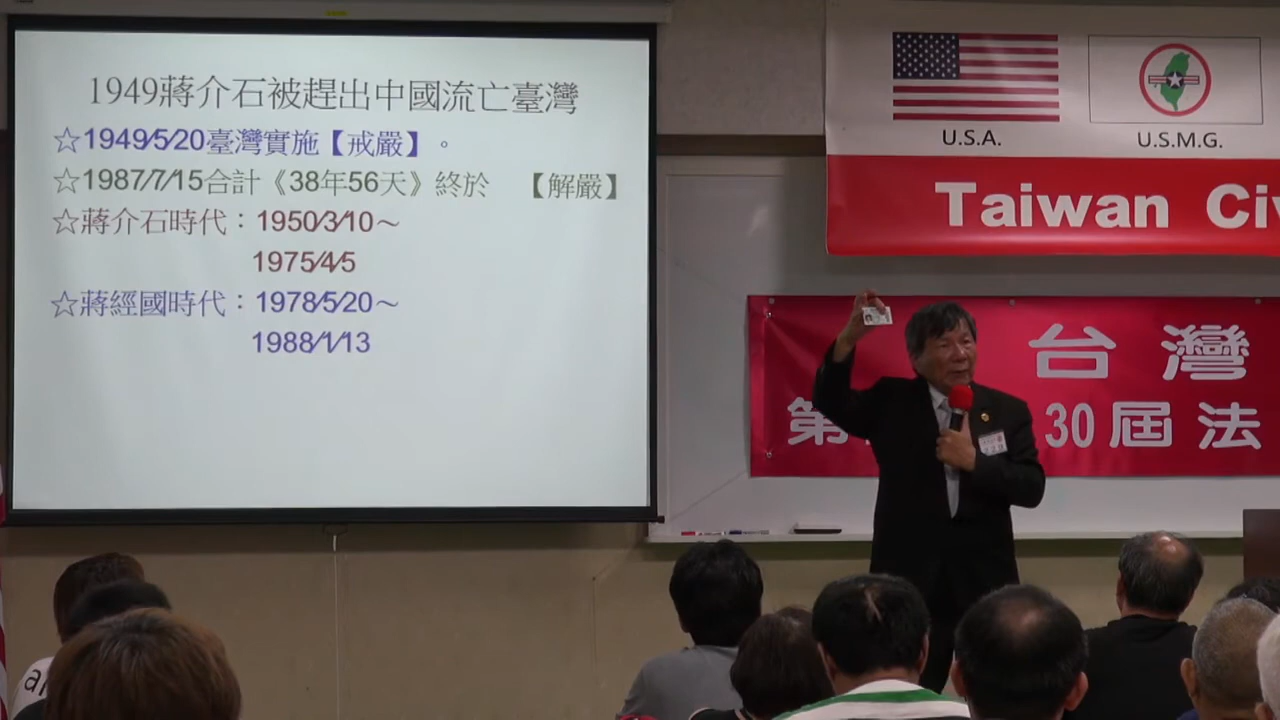 1949蔣介石被趕出中國流亡臺灣
☆1949/5/20臺灣實施【戒嚴】。
☆1987/7/15合計《38年56天》終於 【解嚴】
☆蔣介石時代：1950/3/10～
1975/4/5
☆蔣經國時代：1978/5/20～
1988/1/13
U.S.A.
U.S.M.G.
Taiwan Ci
台灣
第 30屆法